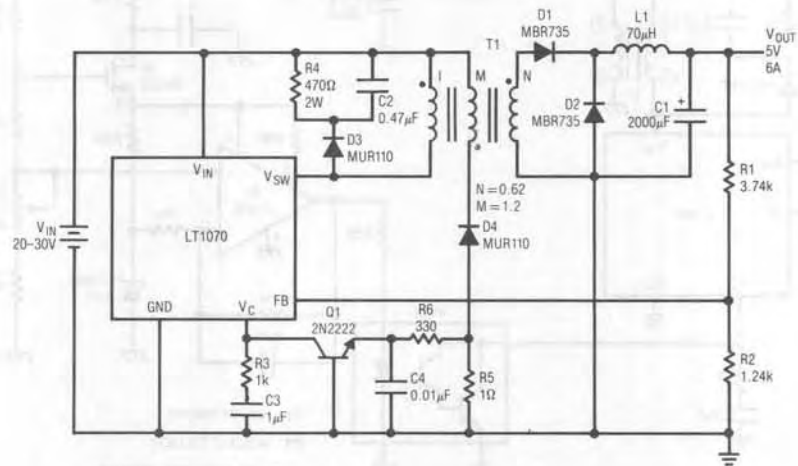 D1
MBR735
L1
70µH
V_OUT
5V
6A
T1
R4
470Ω
2W
C2
0.47µF
I
M
N
D2
MBR735
+
C1
2000µF
D3
MUR110
V_IN
V_SW
R1
3.74k
N=0.62
M=1.2
V_IN
20-30V
LT1070
D4
MUR110
GND
V_C
FB
Q1
2N2222
R6
330
R3
1k
C3
1µF
C4
0.01µF
R5
1Ω
R2
1.24k